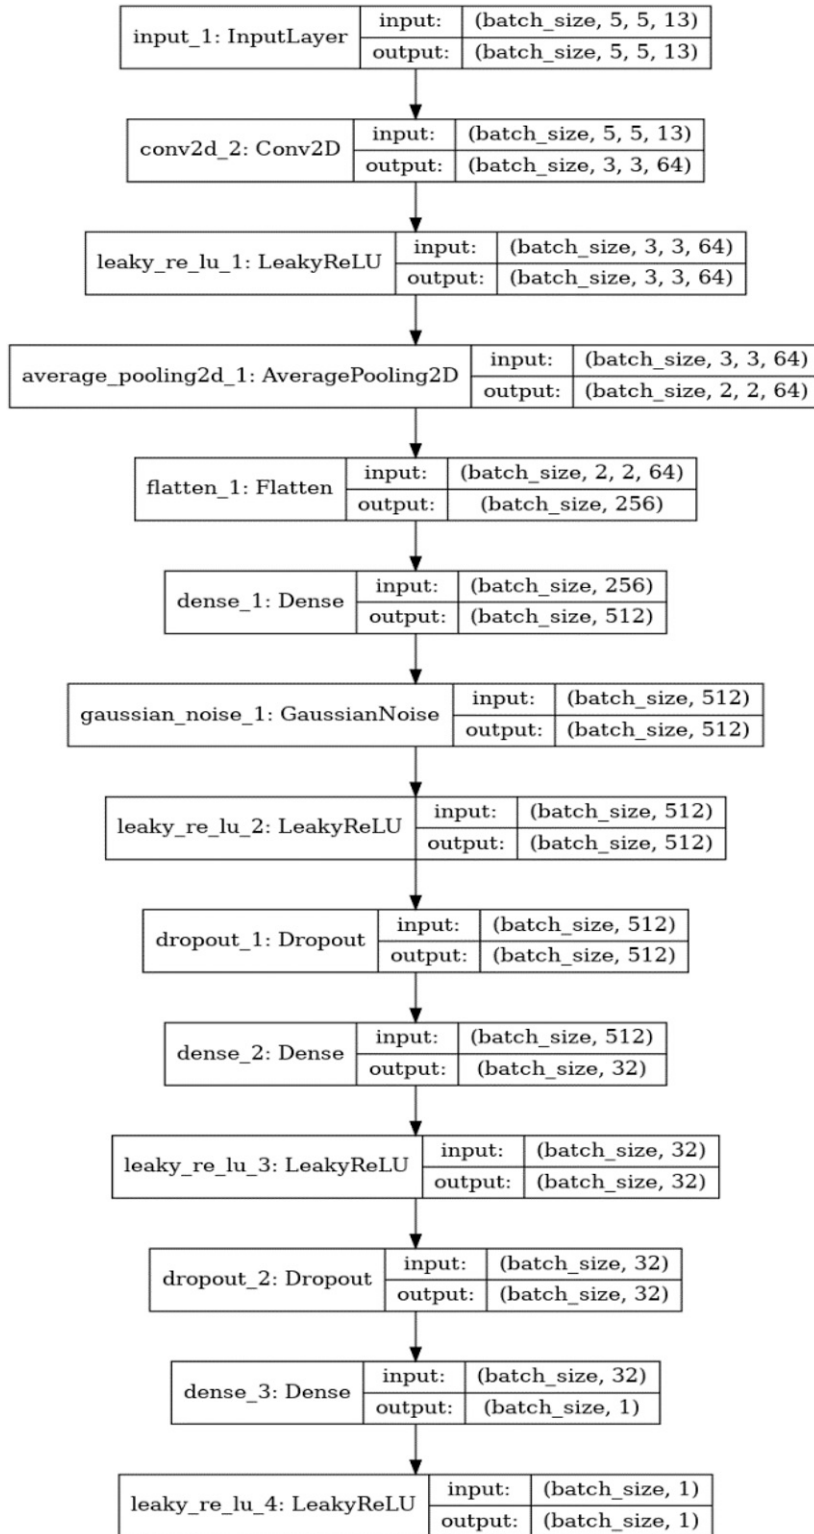 input_1: InputLayer
input: (batch_size, 5, 5, 13)
output: (batch_size, 5, 5, 13)
conv2d_2: Conv2D
input: (batch_size, 5, 5, 13)
output: (batch_size, 3, 3, 64)
leaky_re_lu_1: LeakyReLU
input: (batch_size, 3, 3, 64)
output: (batch_size, 3, 3, 64)
average_pooling2d_1: AveragePooling2D
input: (batch_size, 3, 3, 64)
output: (batch_size, 2, 2, 64)
flatten_1: Flatten
input: (batch_size, 2, 2, 64)
output: (batch_size, 256)
dense_1: Dense
input: (batch_size, 256)
output: (batch_size, 512)
gaussian_noise_1: GaussianNoise
input: (batch_size, 512)
output: (batch_size, 512)
leaky_re_lu_2: LeakyReLU
input: (batch_size, 512)
output: (batch_size, 512)
dropout_1: Dropout
input: (batch_size, 512)
output: (batch_size, 512)
dense_2: Dense
input: (batch_size, 512)
output: (batch_size, 32)
leaky_re_lu_3: LeakyReLU
input: (batch_size, 32)
output: (batch_size, 32)
dropout_2: Dropout
input: (batch_size, 32)
output: (batch_size, 32)
dense_3: Dense
input: (batch_size, 32)
output: (batch_size, 1)
leaky_re_lu_4: LeakyReLU
input: (batch_size, 1)
output: (batch_size, 1)